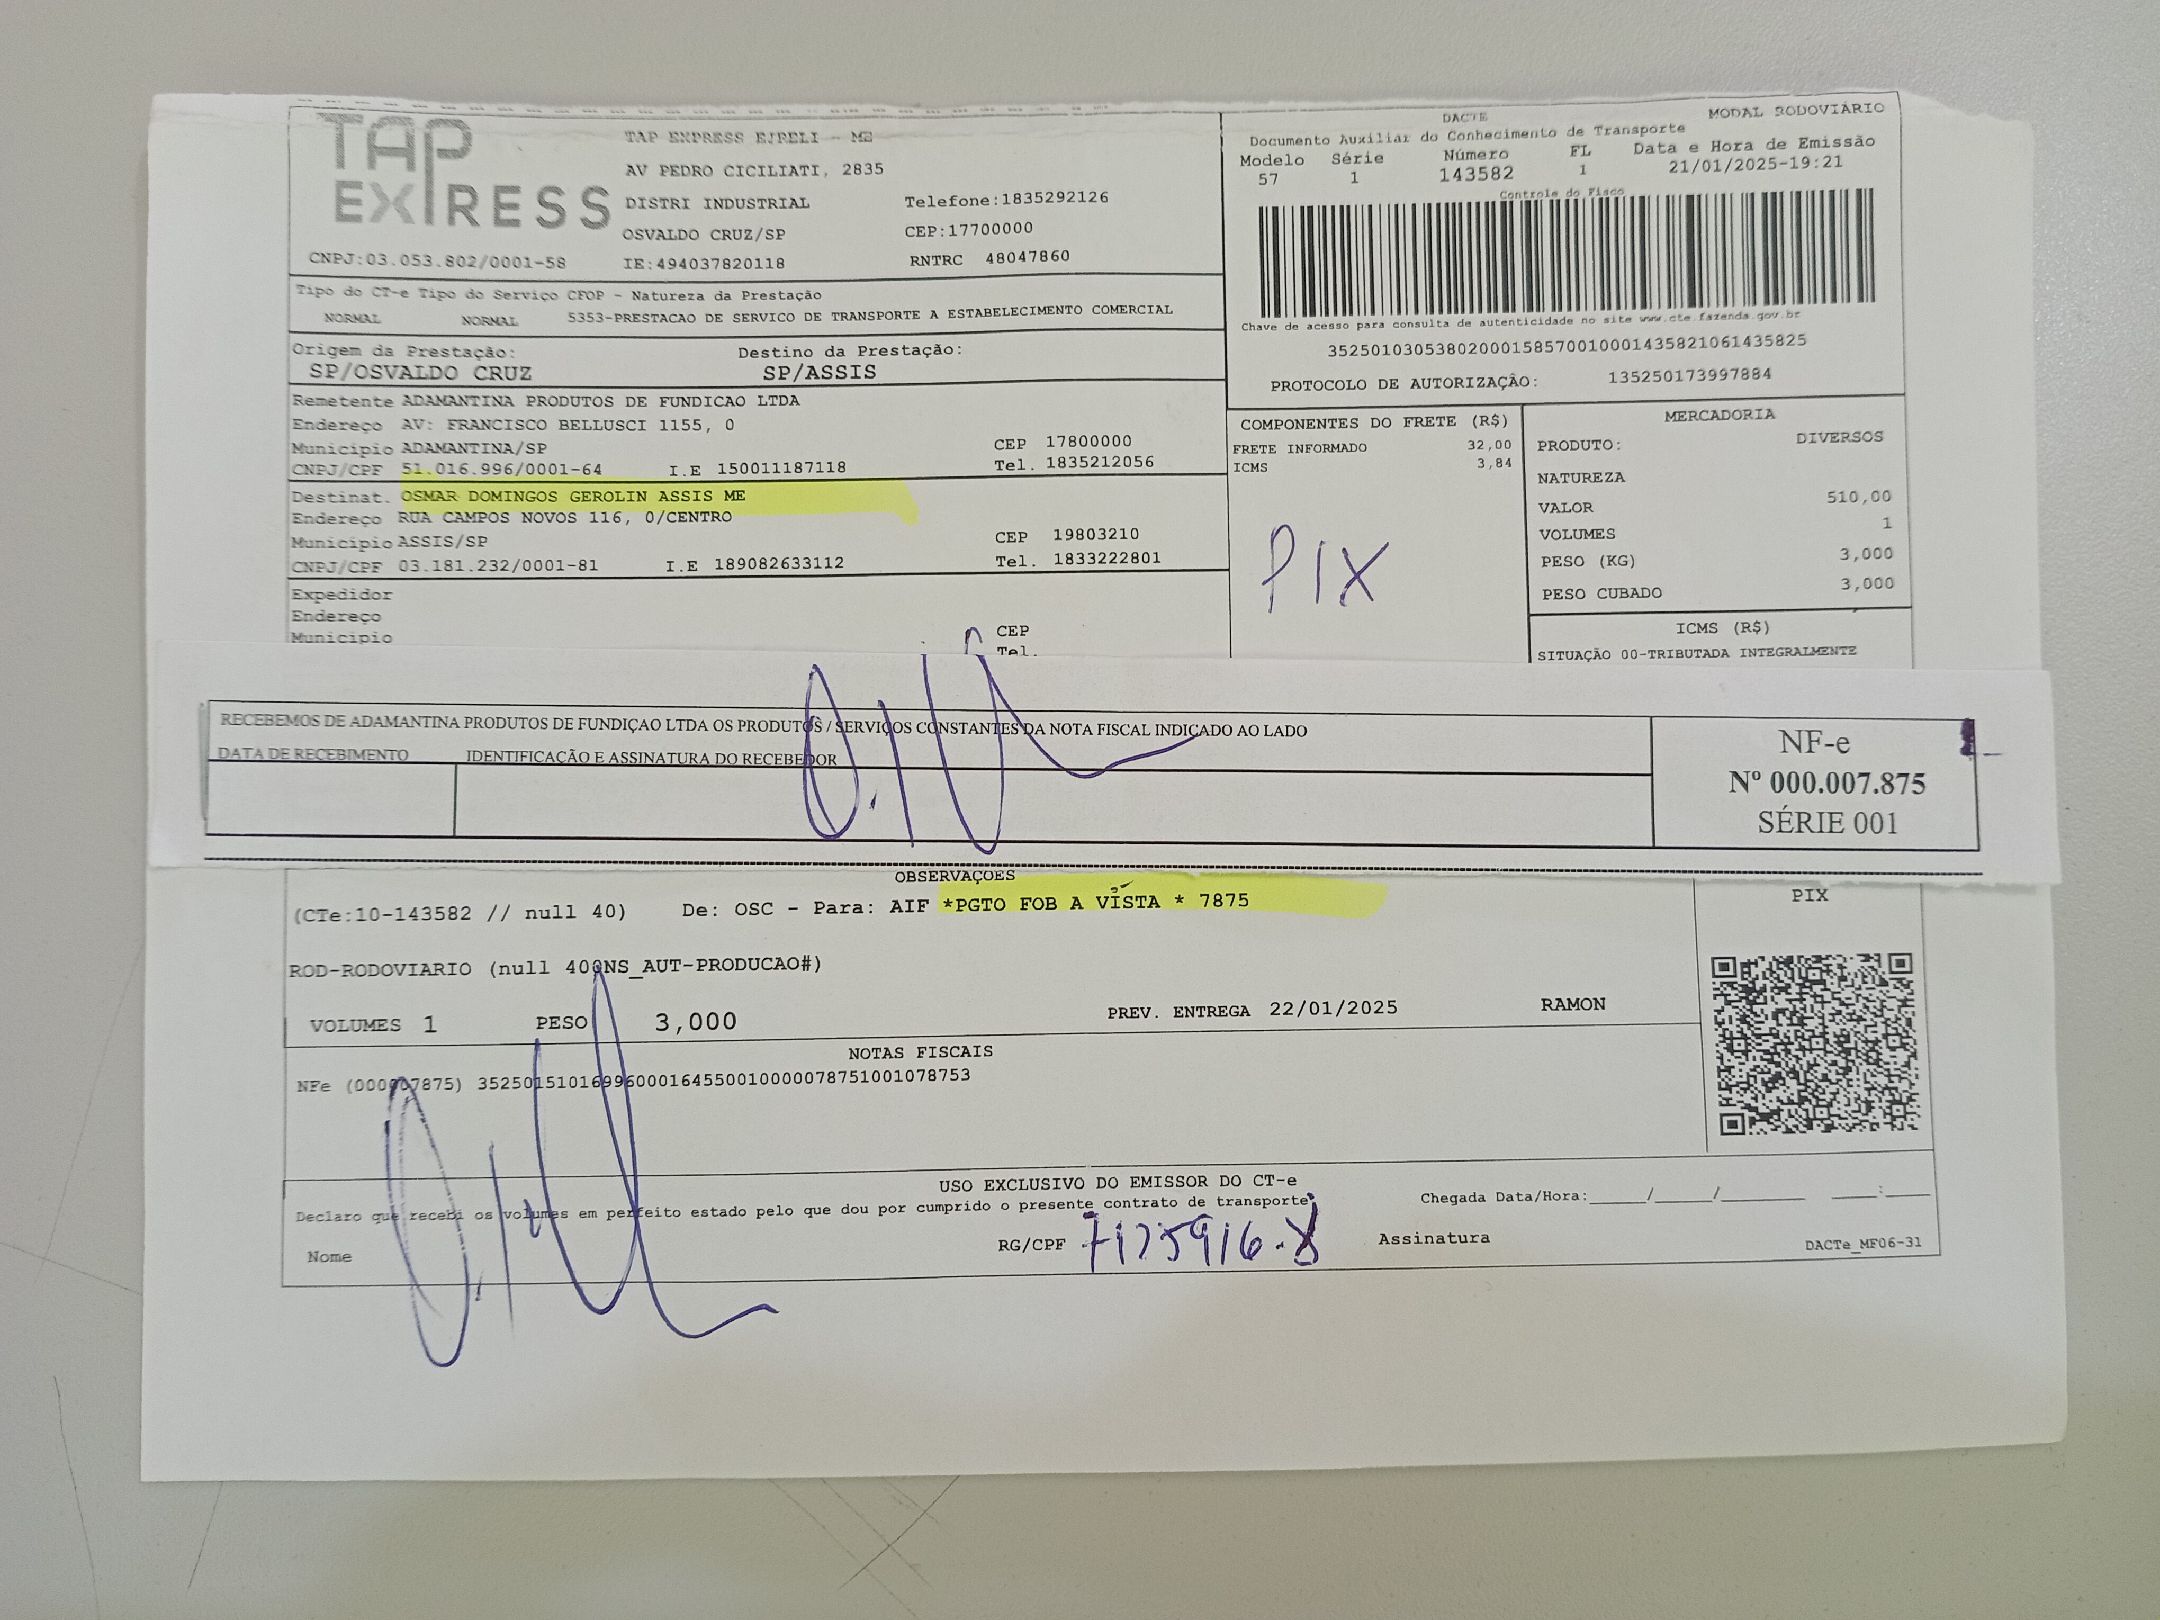 TAP EXPRESS
TAP EXPRESS EIRELI - ME
AV PEDRO CICILIATI, 2835
DISTRI INDUSTRIAL Telefone:1835292126
OSVALDO CRUZ/SP CEP:17700000
CNPJ:03.053.802/0001-58 IE:494037820118 RNTRC 48047860
DACTE MODAL RODOVIÁRIO
Documento Auxiliar do Conhecimento de Transporte
Modelo Série Número FL Data e Hora de Emissão
57 1 143582 1 21/01/2025-19:21
Controle do Fisco
Chave de acesso para consulta de autenticidade no site www.cte.fazenda.gov.br
35250103053802000158570010001435821061435825
PROTOCOLO DE AUTORIZAÇÃO: 135250173997884
Tipo do CT-e Tipo do Serviço CFOP - Natureza da Prestação
NORMAL NORMAL 5353-PRESTACAO DE SERVICO DE TRANSPORTE A ESTABELECIMENTO COMERCIAL
Origem da Prestação: Destino da Prestação:
SP/OSVALDO CRUZ SP/ASSIS
Remetente ADAMANTINA PRODUTOS DE FUNDICAO LTDA
Endereço AV: FRANCISCO BELLUSCI 1155, 0
Municipio ADAMANTINA/SP CEP 17800000
CNPJ/CPF 51.016.996/0001-64 I.E 150011187118 Tel. 1835212056
Destinat. OSMAR DOMINGOS GEROLIN ASSIS ME
Endereço RUA CAMPOS NOVOS 116, 0/CENTRO
Municipio ASSIS/SP CEP 19803210
CNPJ/CPF 03.181.232/0001-81 I.E 189082633112 Tel. 1833222801
Expedidor
Endereço
Municipio CEP
Tel.
COMPONENTES DO FRETE (R$)
FRETE INFORMADO 32,00
ICMS 3,84
PIX
MERCADORIA
PRODUTO: DIVERSOS
NATUREZA
VALOR 510,00
VOLUMES 1
PESO (KG) 3,000
PESO CUBADO 3,000
ICMS (R$)
SITUAÇÃO 00-TRIBUTADA INTEGRALMENTE
RECEBEMOS DE ADAMANTINA PRODUTOS DE FUNDIÇAO LTDA OS PRODUTOS / SERVIÇOS CONSTANTES DA NOTA FISCAL INDICADO AO LADO
DATA DE RECEBIMENTO IDENTIFICAÇÃO E ASSINATURA DO RECEBEDOR
NF-e
Nº 000.007.875
SÉRIE 001
OBSERVAÇOES
(CTe:10-143582 // null 40) De: OSC - Para: AIF *PGTO FOB A VISTA * 7875
ROD-RODOVIARIO (null 400NS_AUT-PRODUCAO#)
VOLUMES 1 PESO 3,000 PREV. ENTREGA 22/01/2025 RAMON
PIX
NOTAS FISCAIS
NFe (000007875) 35250151016996000164550010000078751001078753
USO EXCLUSIVO DO EMISSOR DO CT-e
Declaro que recebi os volumes em perfeito estado pelo que dou por cumprido o presente contrato de transporte
Chegada Data/Hora:_____/_____/_______ ____:____
Nome RG/CPF Assinatura
DACTe_MF06-31